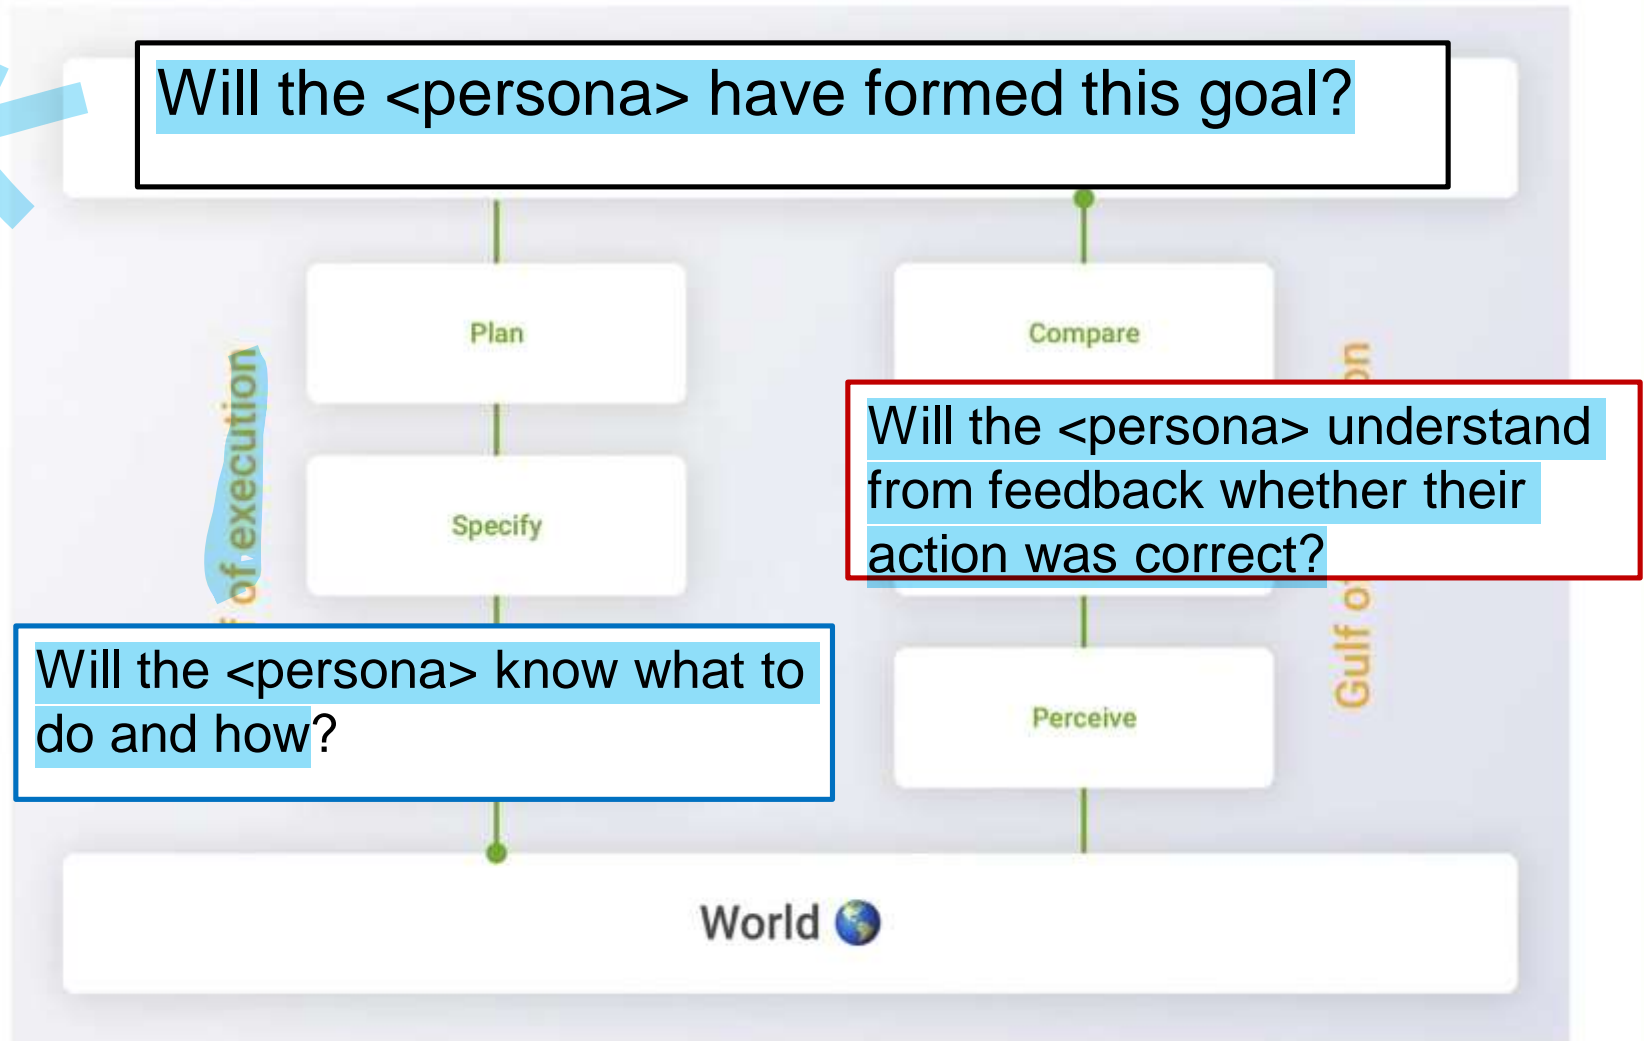 Will the <persona> have formed this goal?
Plan
Compare
of execution
Will the <persona> understand
from feedback whether their
action was correct?
Specify
Gulf of
Will the <persona> know what to
do and how?
Perceive
World